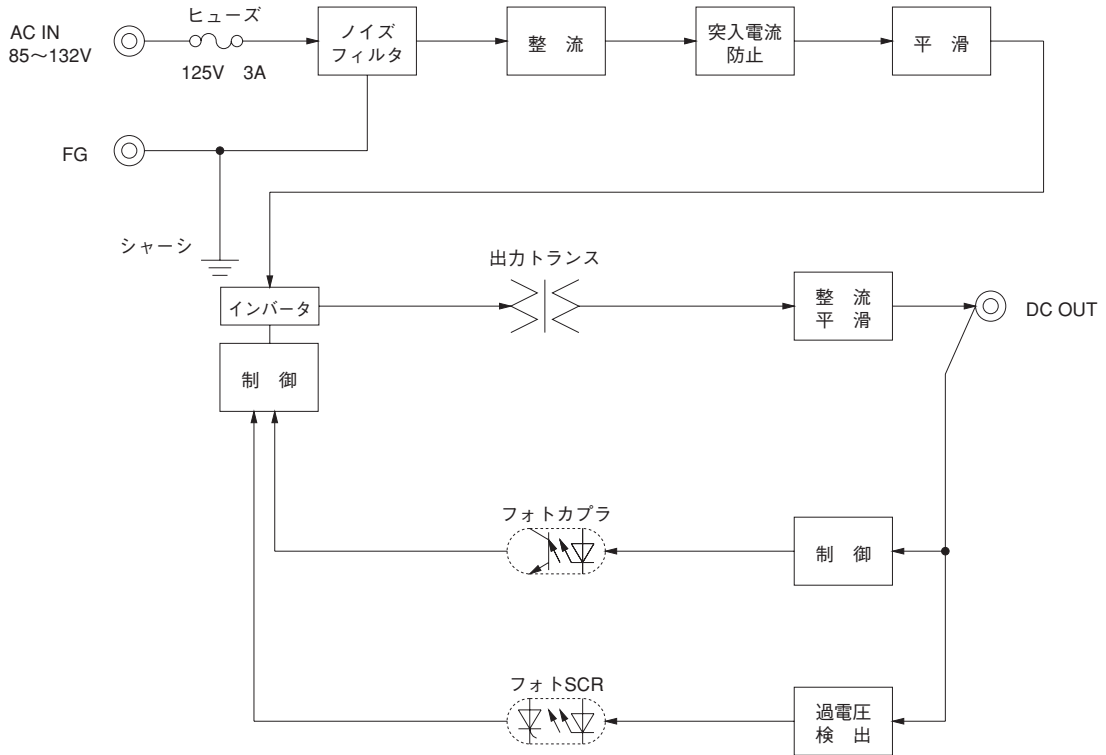 AC IN
85～132V
ヒューズ
125V 3A
ノイズ
フィルタ
整 流
突入電流
防止
平 滑
FG
シャーシ
インバータ
出力トランス
整 流
平 滑
DC OUT
制 御
フォトカプラ
制 御
フォトSCR
過電圧
検 出